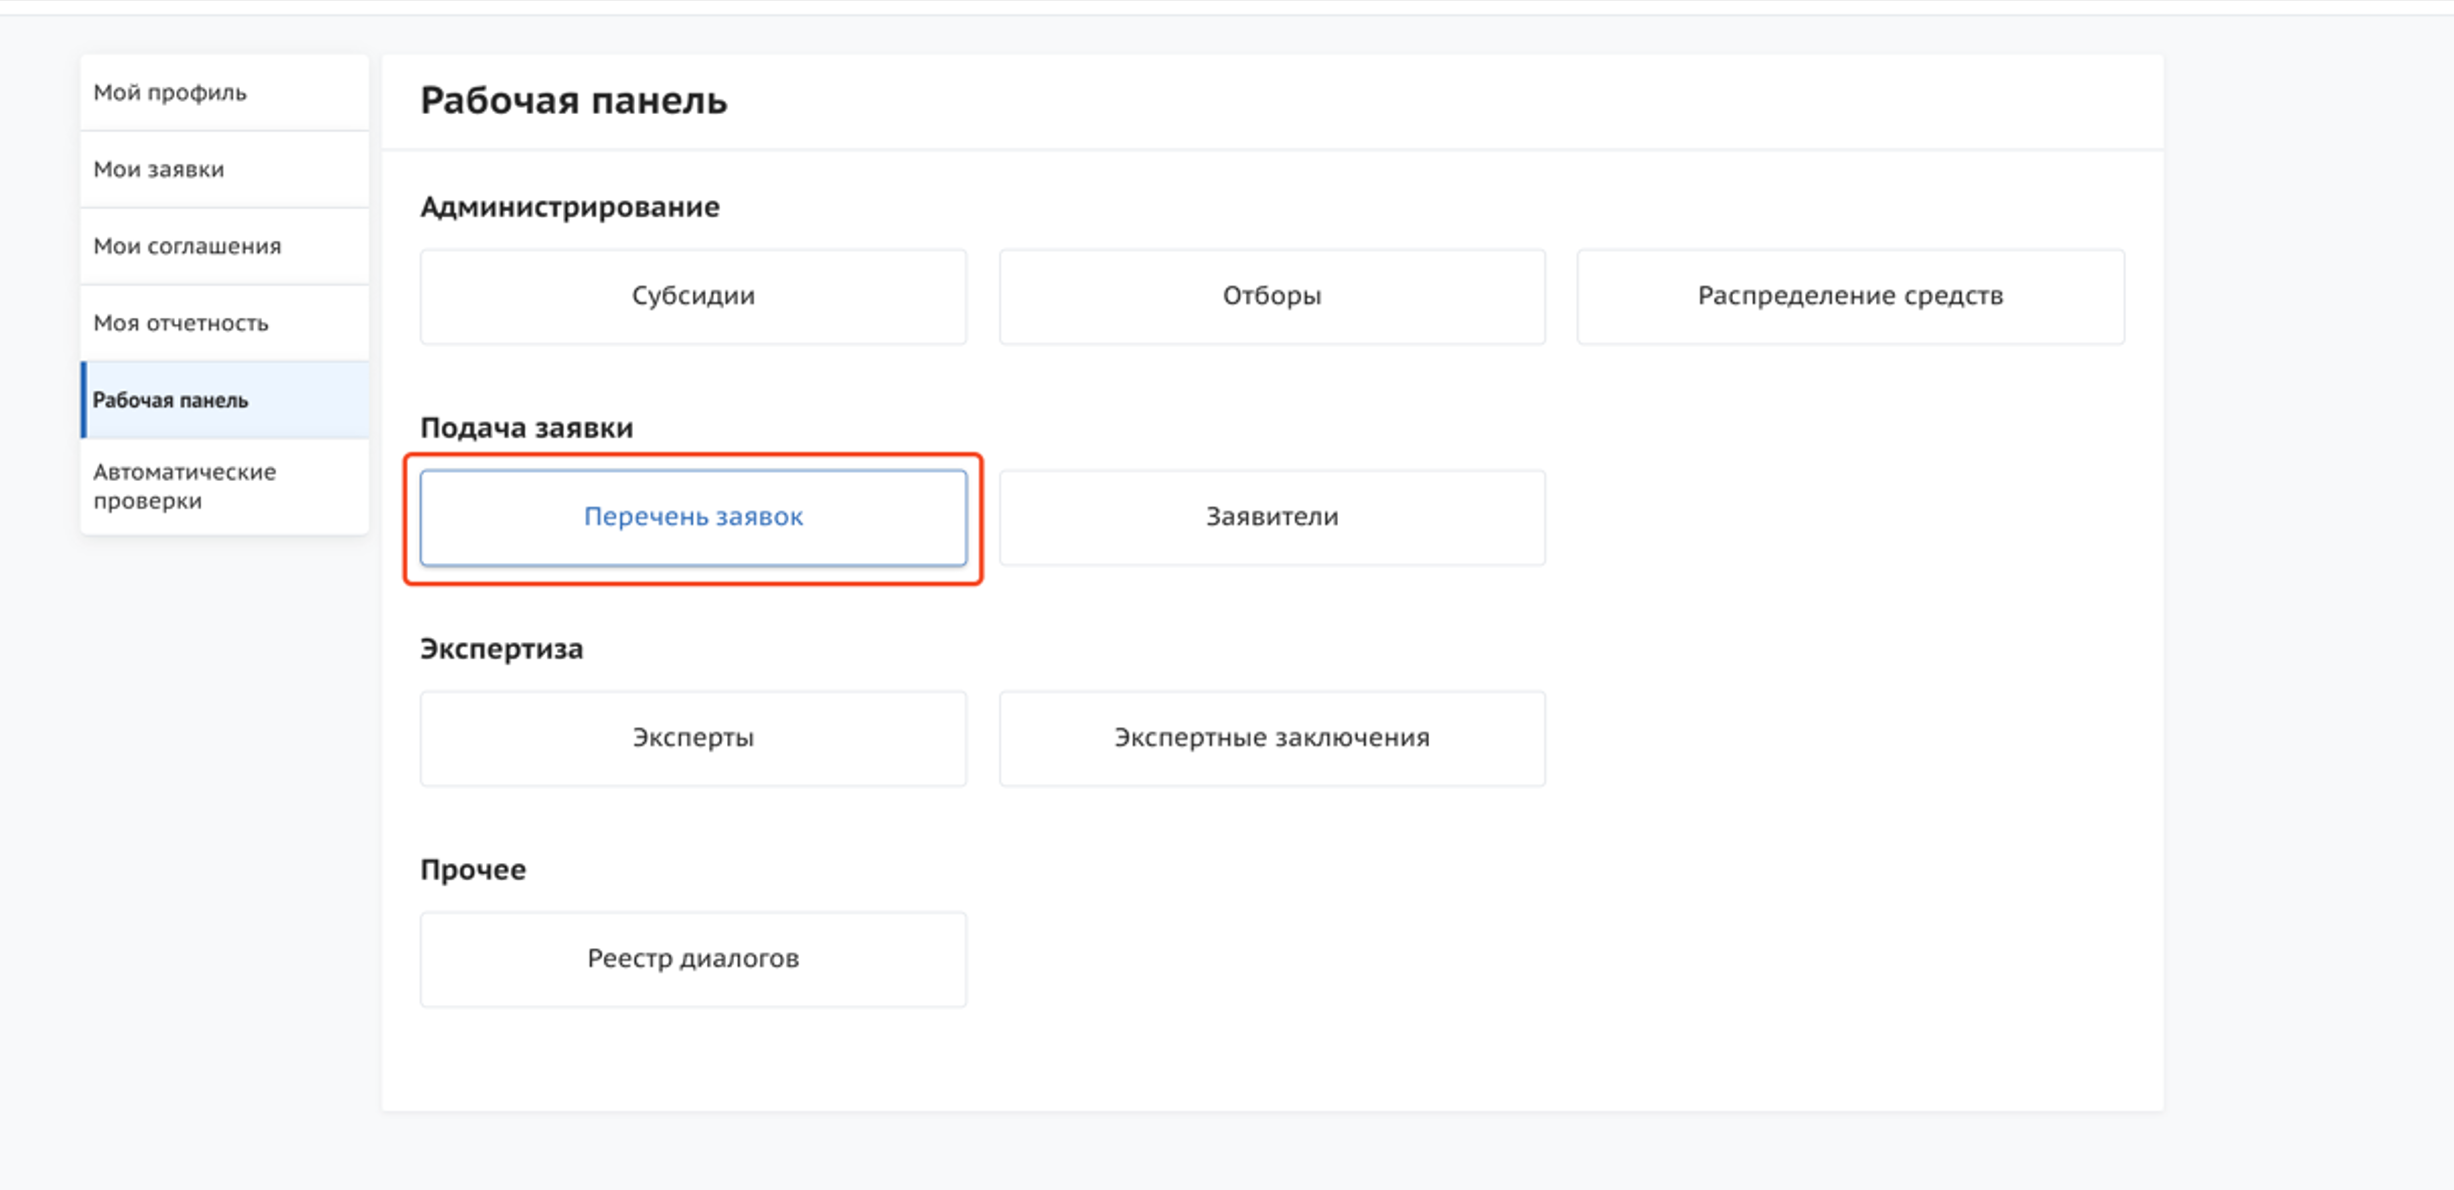 Мой профиль
Мои заявки
Мои соглашения
Моя отчетность
Рабочая панель
Автоматические
проверки
Рабочая панель
Администрирование
Субсидии
Отборы
Распределение средств
Подача заявки
Перечень заявок
Заявители
Экспертиза
Эксперты
Экспертные заключения
Прочее
Реестр диалогов